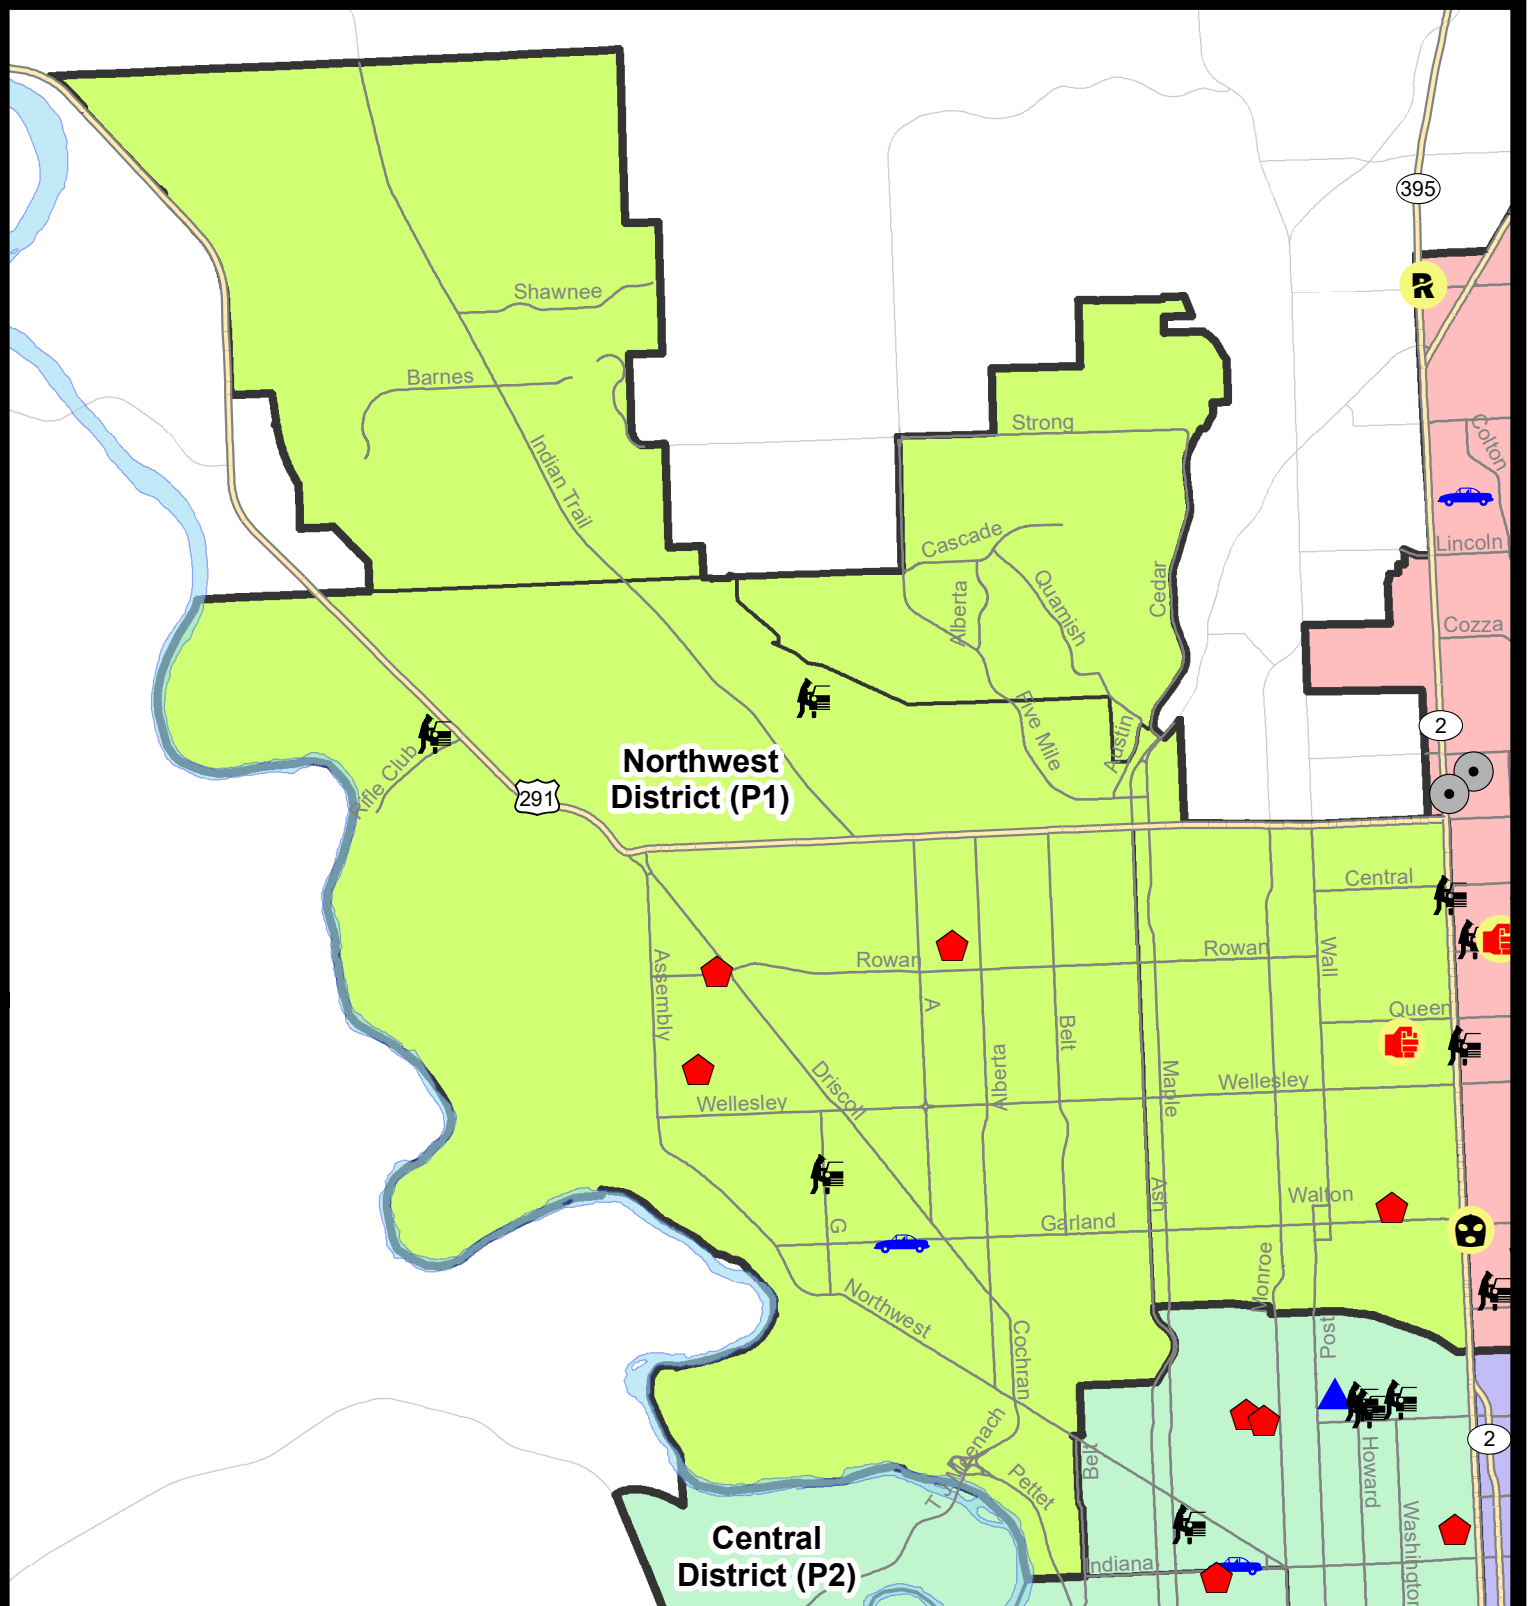 395
R
Shawnee
Barnes
Strong
Colton
Indian Trail
Cascade
Lincoln
Alberta
Quamish
Cedar
Cozza
Five Mile
Austin
2
Rifle Club
Northwest
District (P1)
291
Central
Rowan
Rowan
Assembly
Wall
A
Belt
Queen
Driscoll
Alberta
Maple
Wellesley
Wellesley
Ash
Walton
G
Garland
Monroe
Northwest
Cochran
Post
T J Meenach
Belt
Howard
2
Pettet
Washington
Central
District (P2)
Indiana